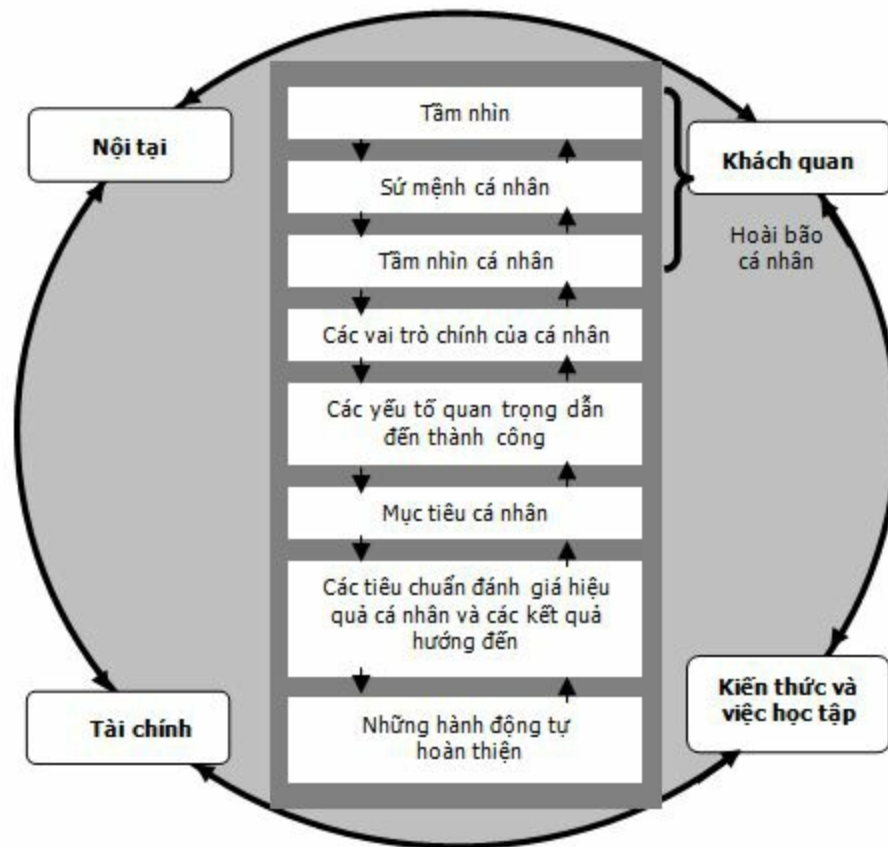 Tầm nhìn
Nội tại
Khách quan
Sứ mệnh cá nhân
Hoài bão
cá nhân
Tầm nhìn cá nhân
Các vai trò chính của cá nhân
Các yếu tố quan trọng dẫn
đến thành công
Mục tiêu cá nhân
Các tiêu chuẩn đánh giá hiệu
quả cá nhân và các kết quả
hướng đến
Kiến thức và
việc học tập
Tài chính
Những hành động tự
hoàn thiện